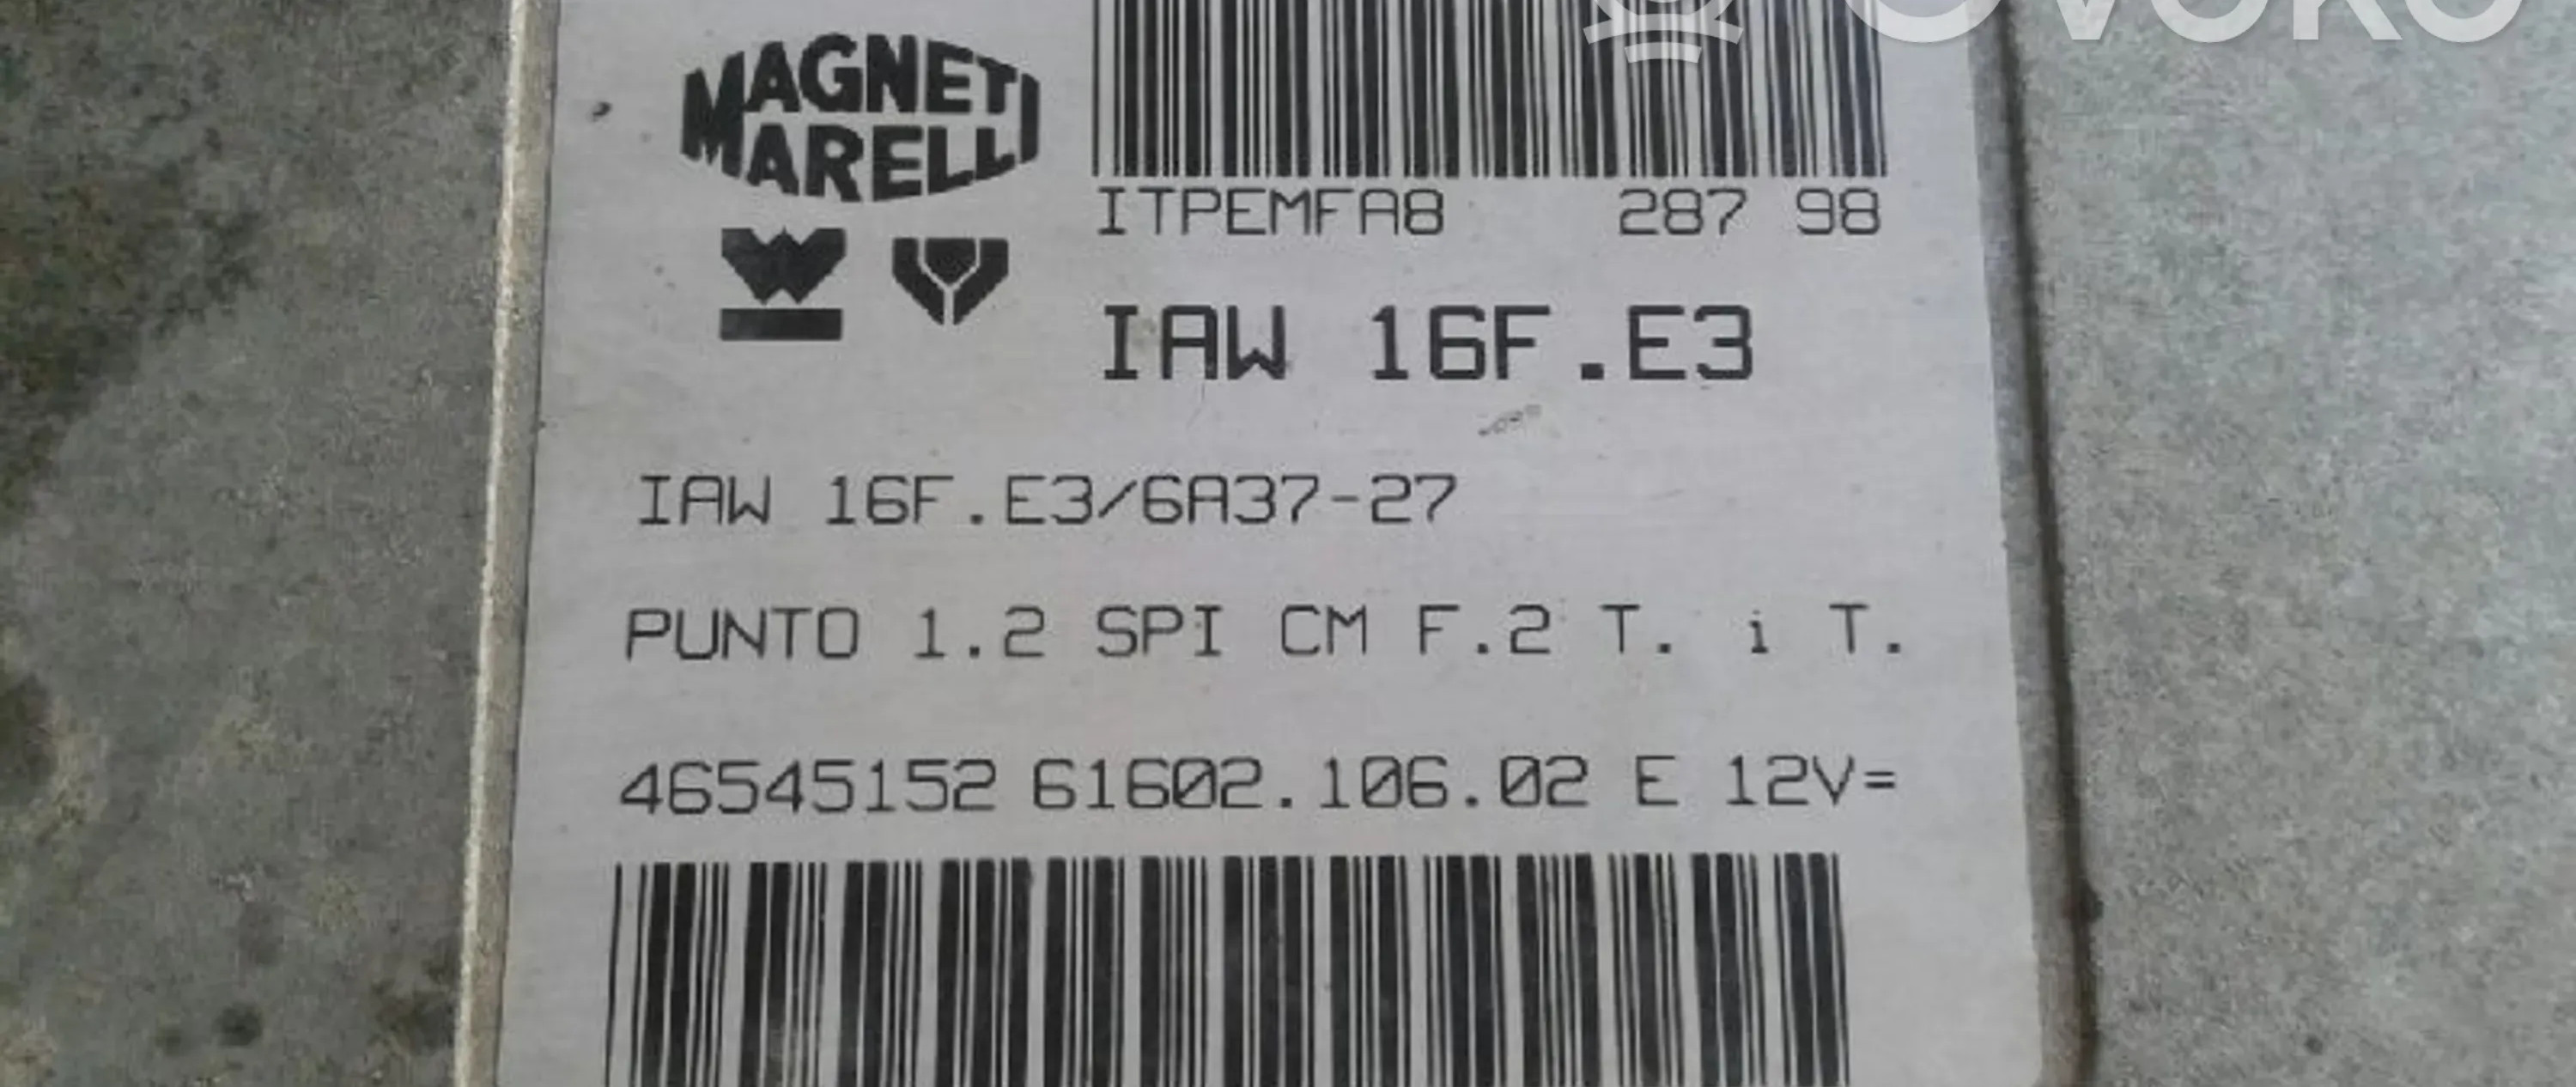 OVOKO
MAGNETI
MARELLI
ITPEMFA8 287 98
IAW 16F.E3
IAW 16F.E3/6A37-27
PUNTO 1.2 SPI CM F.2 T. i T.
46545152 61602.106.02 E 12V=